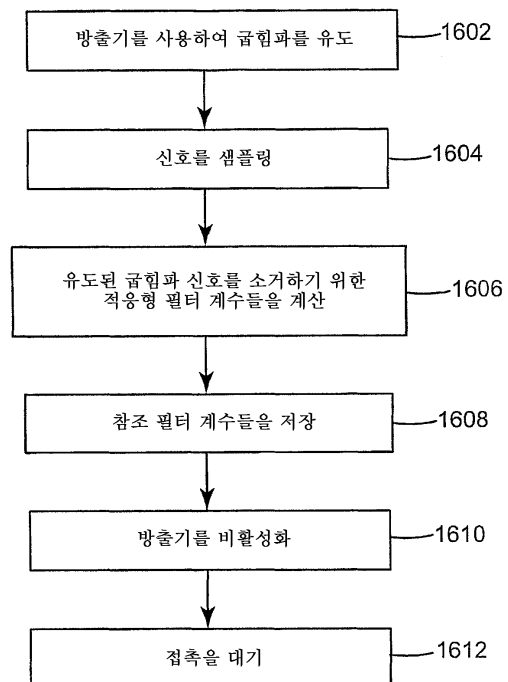 방출기를 사용하여 굽힘파를 유도
1602
신호를 샘플링
1604
유도된 굽힘파 신호를 소거하기 위한
적응형 필터 계수들을 계산
1606
참조 필터 계수들을 저장
1608
방출기를 비활성화
1610
접촉을 대기
1612